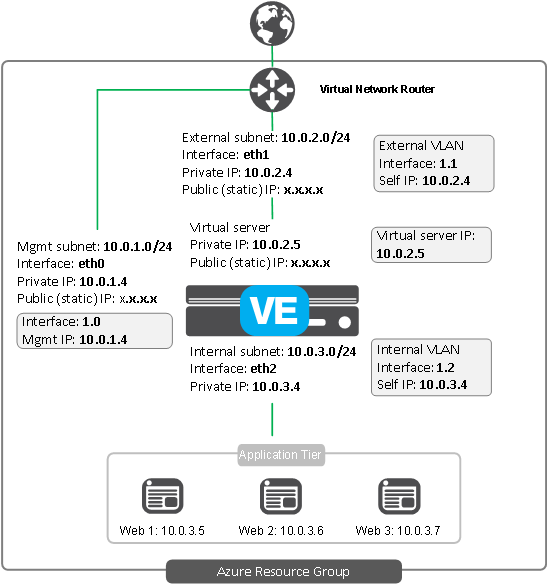 Virtual Network Router
External subnet: 10.0.2.0/24
Interface: eth1
Private IP: 10.0.2.4
Public (static) IP: x.x.x.x
External VLAN
Interface: 1.1
Self IP: 10.0.2.4
Virtual server
Private IP: 10.0.2.5
Public (static) IP: x.x.x.x
Virtual server IP:
10.0.2.5
Mgmt subnet: 10.0.1.0/24
Interface: eth0
Private IP: 10.0.1.4
Public (static) IP: x.x.x.x
Interface: 1.0
Mgmt IP: 10.0.1.4
VE
Internal subnet: 10.0.3.0/24
Interface: eth2
Private IP: 10.0.3.4
Internal VLAN
Interface: 1.2
Self IP: 10.0.3.4
Application Tier
Web 1: 10.0.3.5
Web 2: 10.0.3.6
Web 3: 10.0.3.7
Azure Resource Group